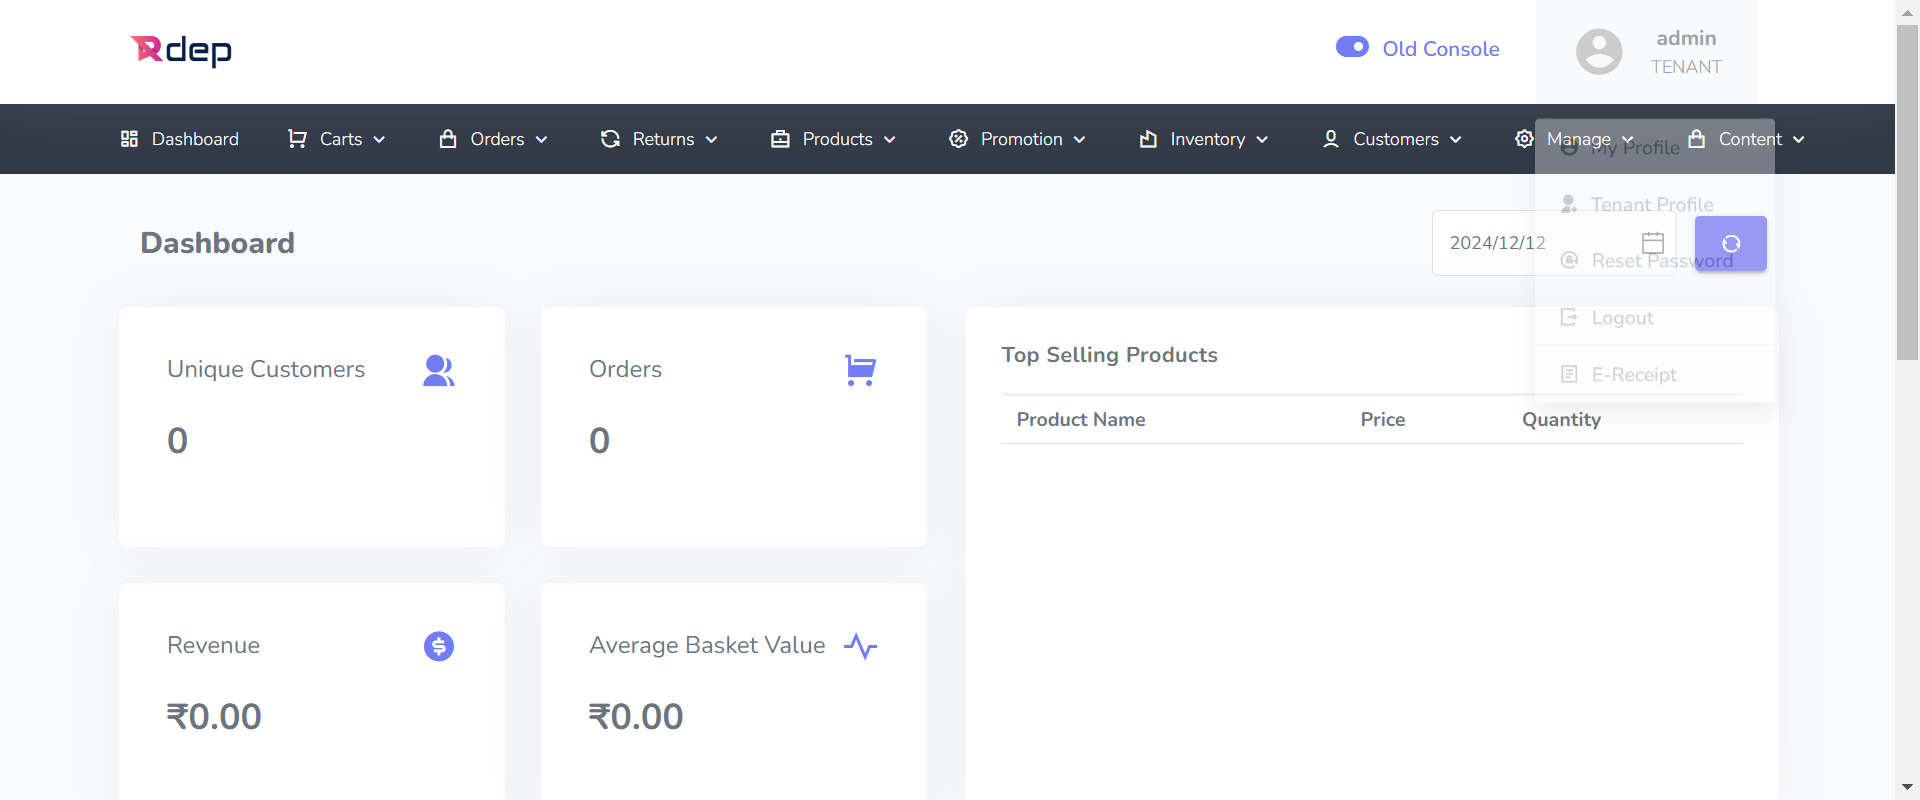 Rdep
Old Console
admin
TENANT
Dashboard Carts Orders Returns Products Promotion Inventory Customers Manage Content
My Profile
Tenant Profile
Dashboard
2024/12/12
Reset Password
Logout
E-Receipt
Unique Customers
0
Orders
0
Top Selling Products
Product Name Price Quantity
Revenue
₹0.00
Average Basket Value
₹0.00